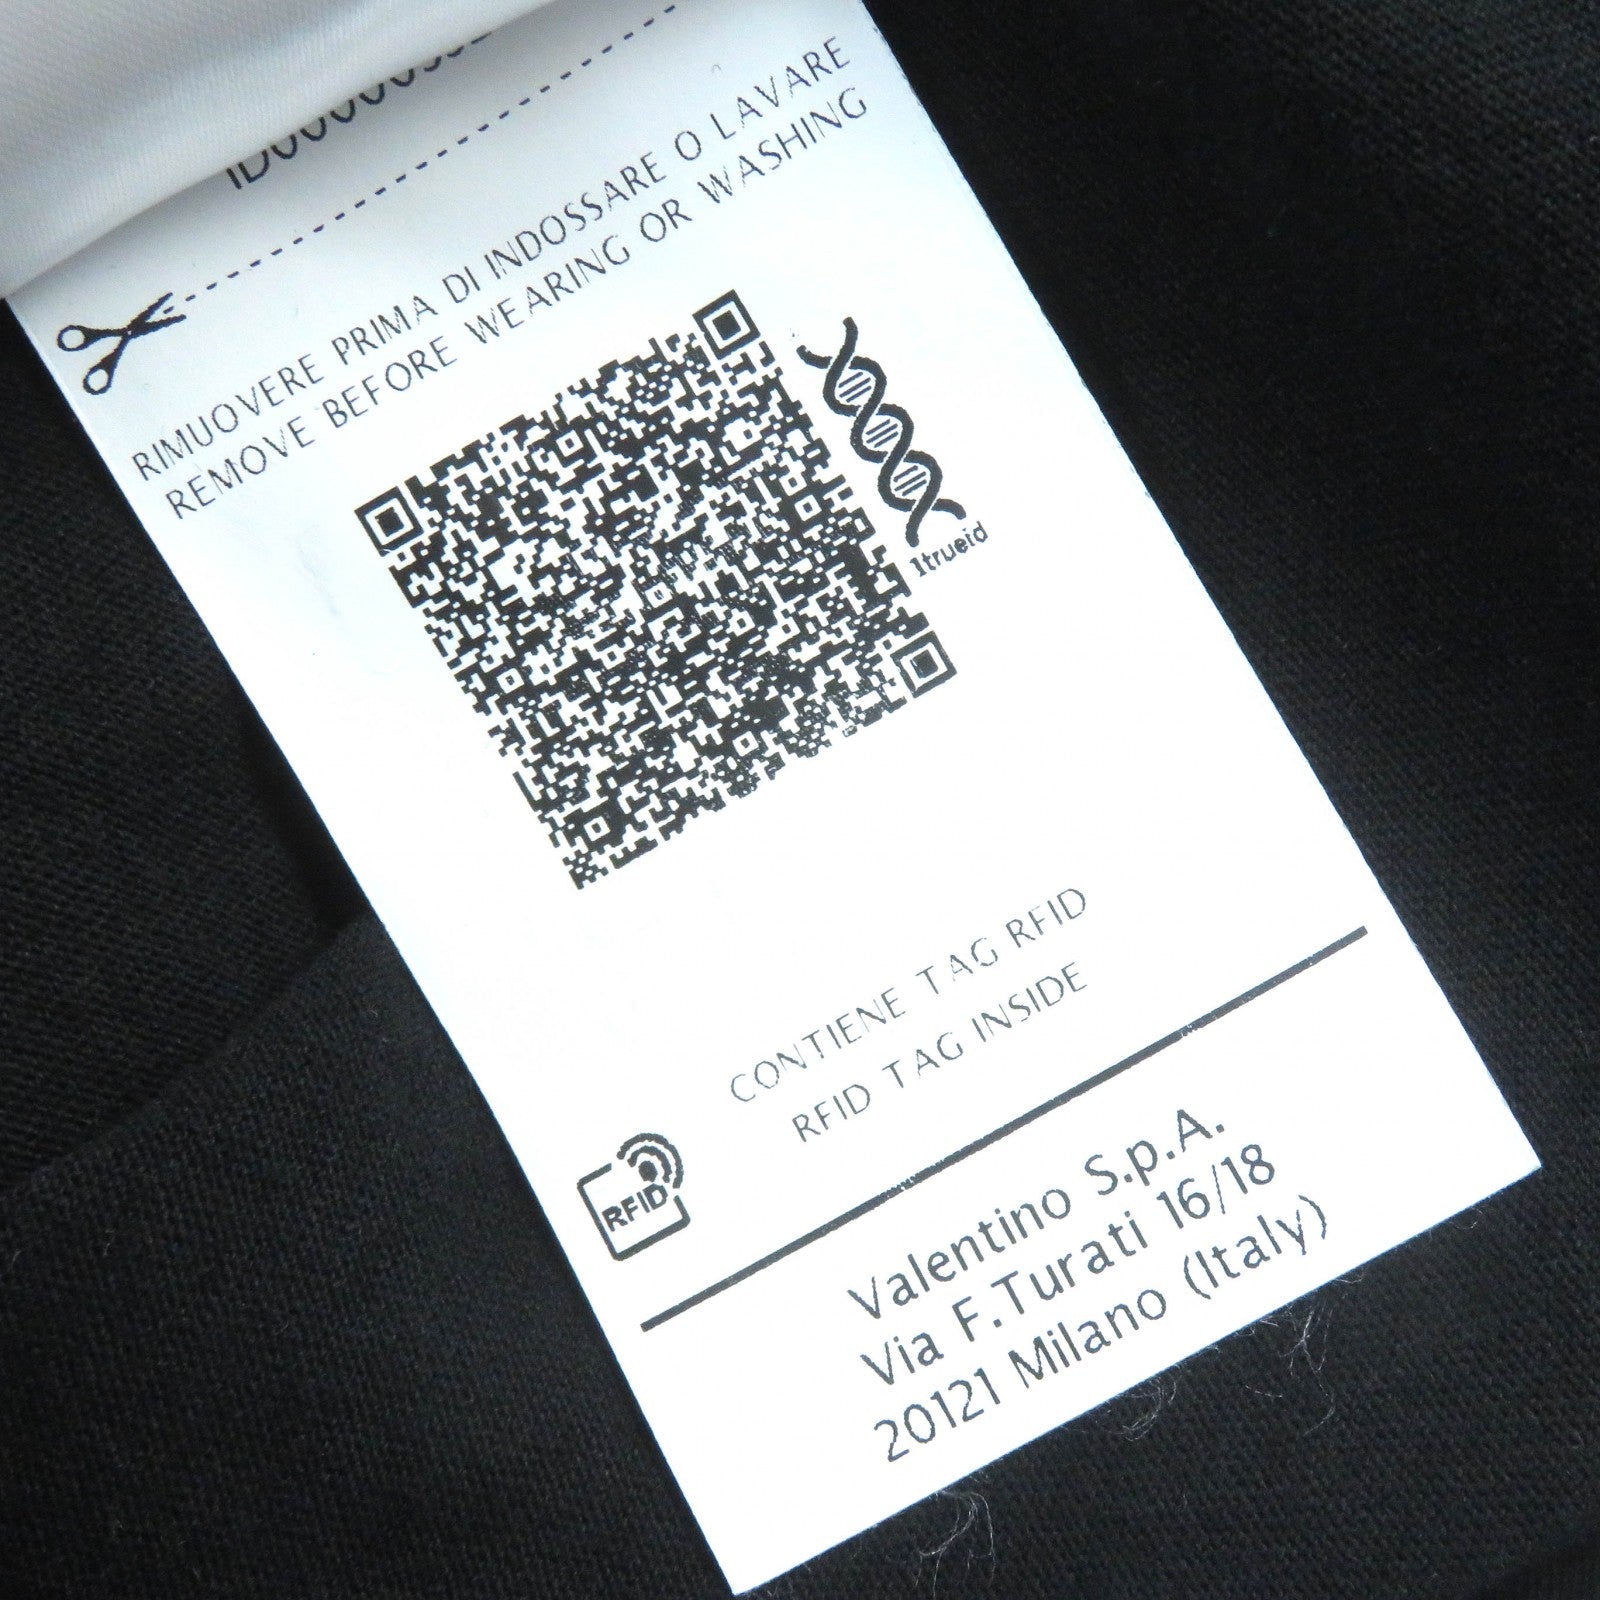 RIMUOVERE PRIMA DI INDOSSARE O LAVARE
REMOVE BEFORE WEARING OR WASHING
1trueid
CONTIENE TAG RFID
RFID TAG INSIDE
RFID
Valentino S.p.A.
Via F.Turati 16/18
20121 Milano (Italy)